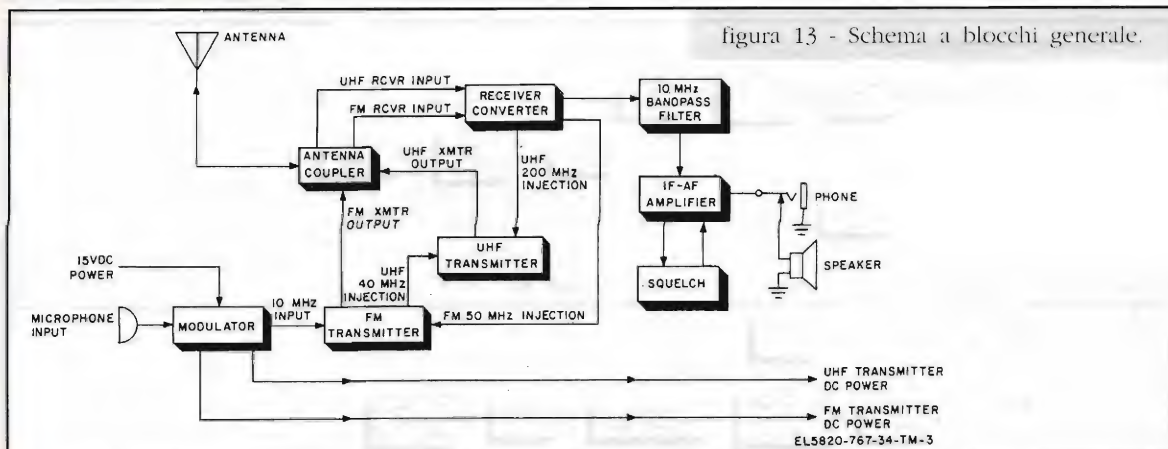 figura 13 - Schema a blocchi generale.
ANTENNA
UHF RCVR INPUT
FM RCVR INPUT
RECEIVER
CONVERTER
10 MHz
BANDPASS
FILTER
ANTENNA
COUPLER
UHF XMTR
OUTPUT
UHF
200 MHZ
INJECTION
IF-AF
AMPLIFIER
PHONE
FM XMTR
OUTPUT
UHF
TRANSMITTER
SPEAKER
15VDC
POWER
UHF
40 MHZ
INJECTION
SQUELCH
MICROPHONE
INPUT
MODULATOR
10 MHZ
INPUT
FM
TRANSMITTER
FM 50 MHZ INJECTION
UHF TRANSMITTER
DC POWER
FM TRANSMITTER
DC POWER
EL5820-767-34-TM-3